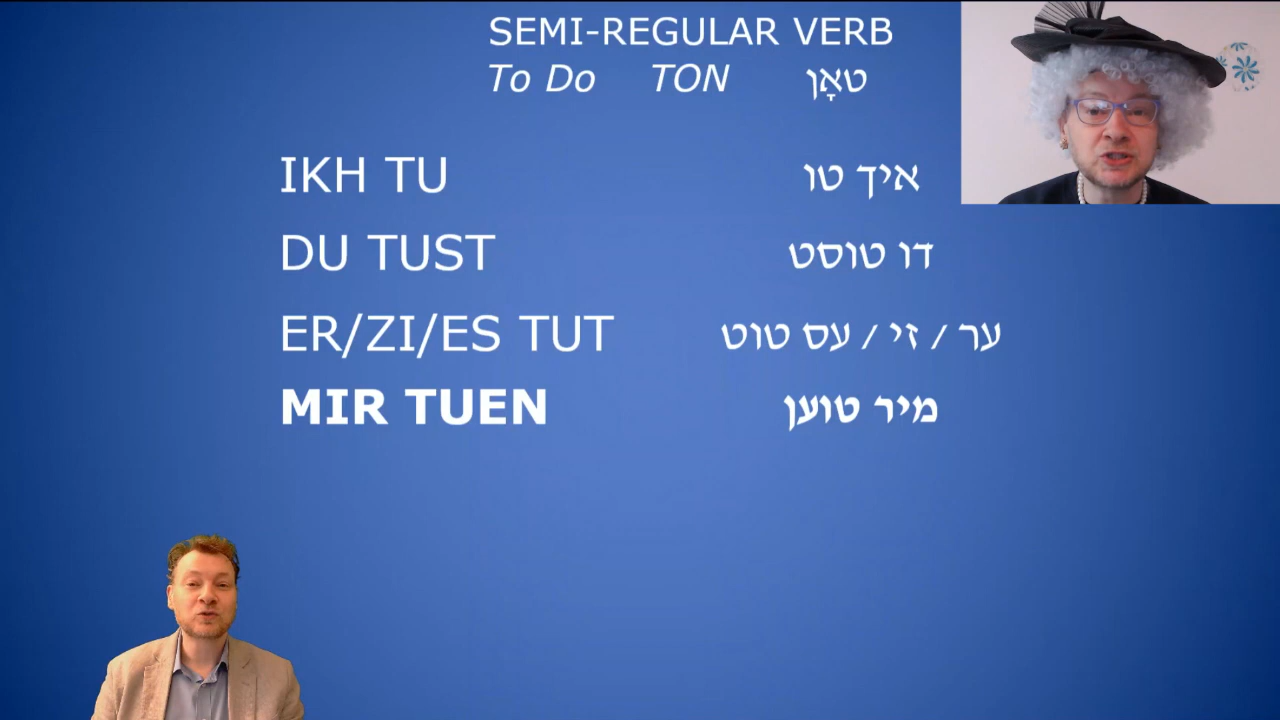 SEMI-REGULAR VERB
To Do TON טאָן
IKH TU איך טו
DU TUST דו טוסט
ER/ZI/ES TUT ער / זי / עס טוט
MIR TUEN מיר טוען